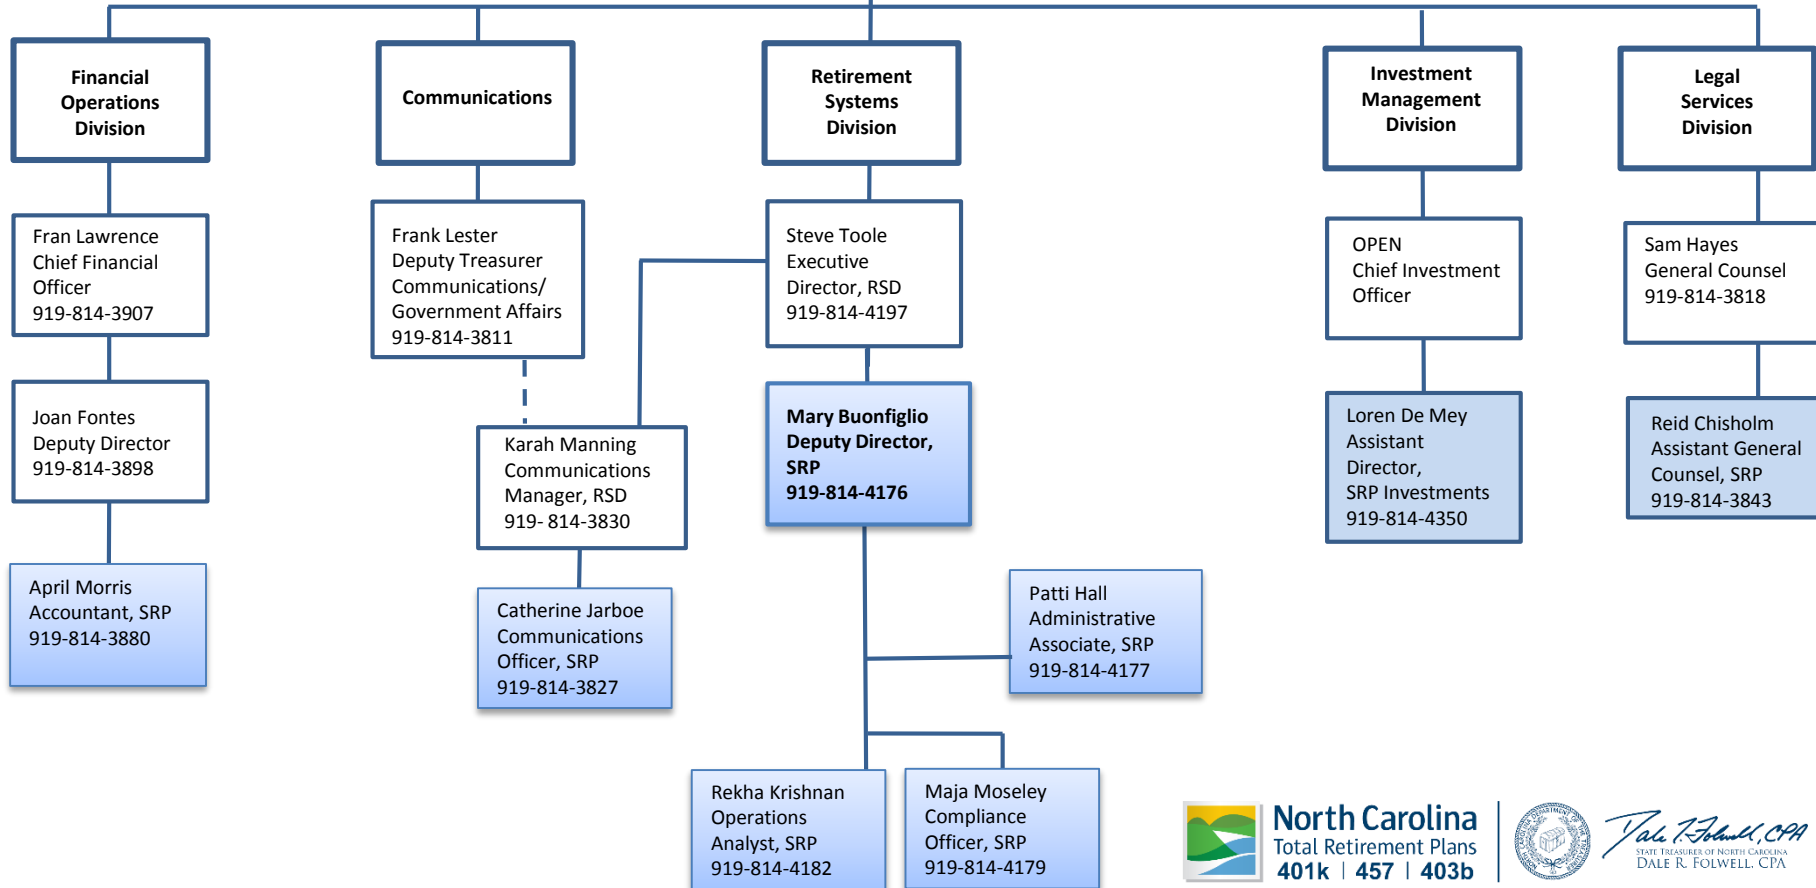 Financial
Operations
Division
Communications
Retirement
Systems
Division
Investment
Management
Division
Legal
Services
Division
Fran Lawrence
Chief Financial
Officer
919-814-3907
Frank Lester
Deputy Treasurer
Communications/
Government Affairs
919-814-3811
Steve Toole
Executive
Director, RSD
919-814-4197
OPEN
Chief Investment
Officer
Sam Hayes
General Counsel
919-814-3818
Joan Fontes
Deputy Director
919-814-3898
Karah Manning
Communications
Manager, RSD
919- 814-3830
Mary Buonfiglio
Deputy Director,
SRP
919-814-4176
Loren De Mey
Assistant
Director,
SRP Investments
919-814-4350
Reid Chisholm
Assistant General
Counsel, SRP
919-814-3843
April Morris
Accountant, SRP
919-814-3880
Catherine Jarboe
Communications
Officer, SRP
919-814-3827
Patti Hall
Administrative
Associate, SRP
919-814-4177
Rekha Krishnan
Operations
Analyst, SRP
919-814-4182
Maja Moseley
Compliance
Officer, SRP
919-814-4179
North Carolina
Total Retirement Plans
401k | 457 | 403b
Dale R. Folwell, CPA
STATE TREASURER OF NORTH CAROLINA
DALE R. FOLWELL, CPA